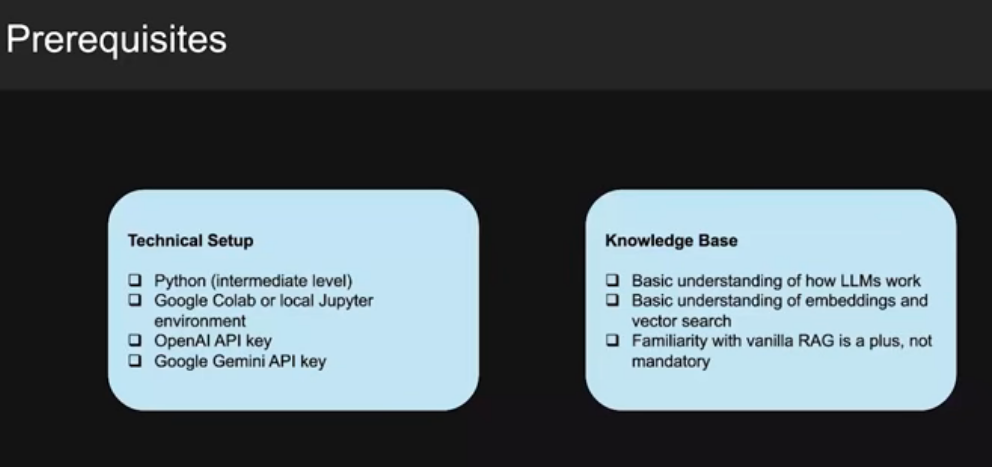 Prerequisites
Technical Setup
❑ Python (intermediate level)
❑ Google Colab or local Jupyter
environment
❑ OpenAI API key
❑ Google Gemini API key
Knowledge Base
❑ Basic understanding of how LLMs work
❑ Basic understanding of embeddings and
vector search
❑ Familiarity with vanilla RAG is a plus, not
mandatory